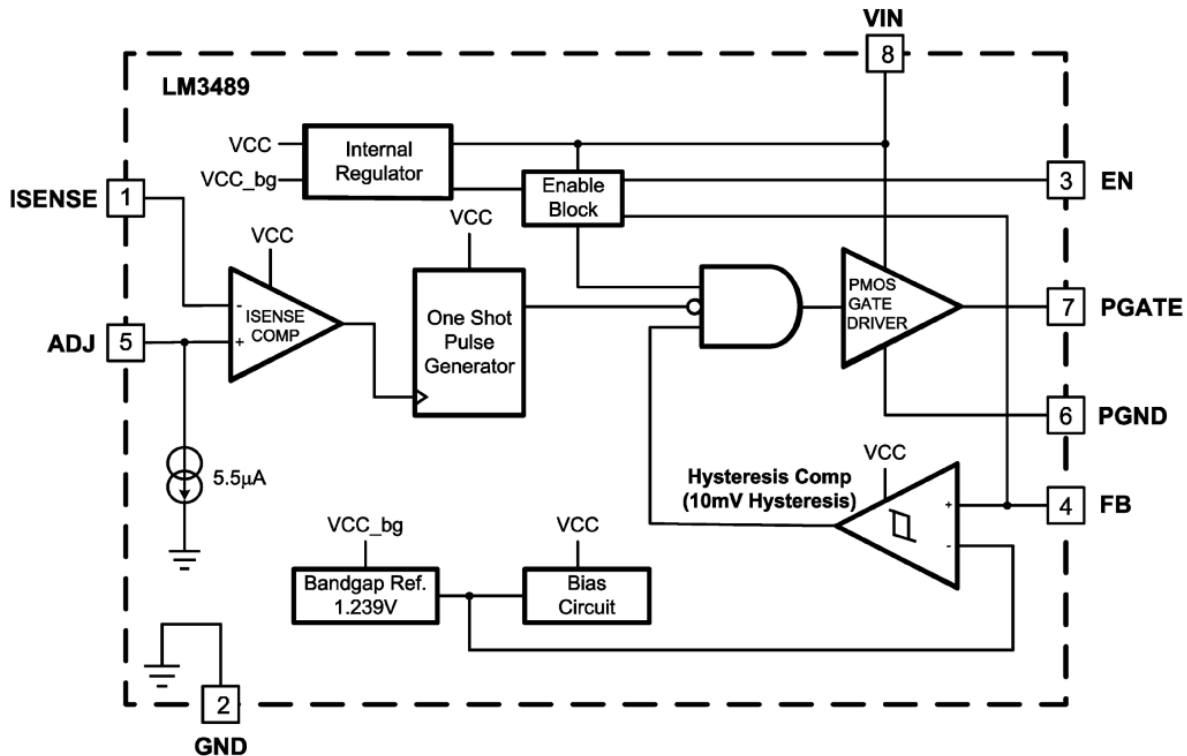 VIN
8
LM3489
VCC
VCC_bg
Internal
Regulator
Enable
Block
3
EN
ISENSE
1
VCC
VCC
-
ISENSE
COMP
+
One Shot
Pulse
Generator
PMOS
GATE
DRIVER
7
PGATE
ADJ
5
6
PGND
5.5μA
Hysteresis Comp
(10mV Hysteresis)
VCC
+
-
4
FB
VCC_bg
VCC
Bandgap Ref.
1.239V
Bias
Circuit
2
GND